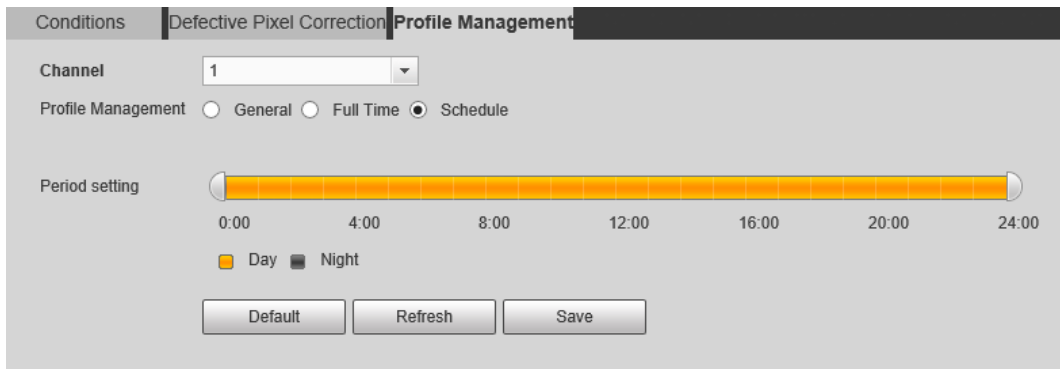 Conditions Defective Pixel Correction Profile Management
Channel 1
Profile Management General Full Time Schedule
Period setting
0:00 4:00 8:00 12:00 16:00 20:00 24:00
Day Night
Default Refresh Save